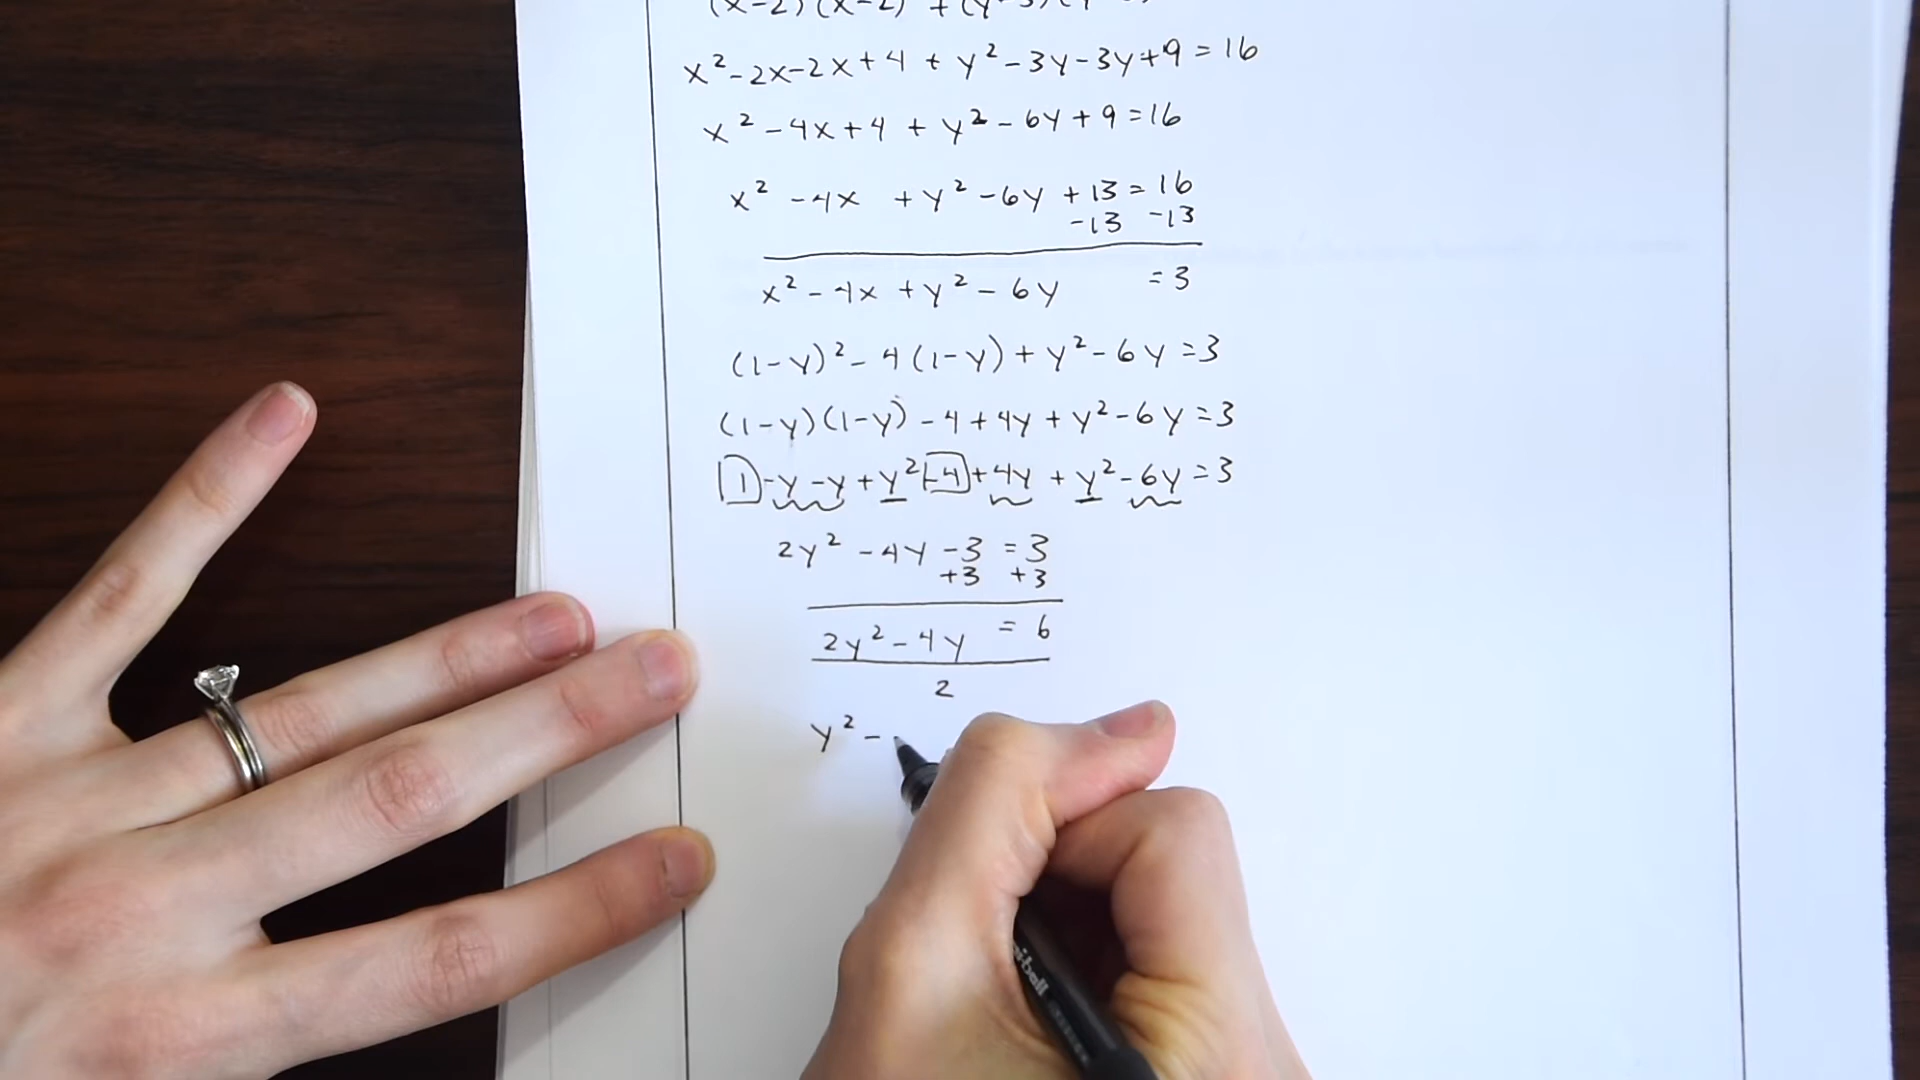 (x-2)(x-2) + (y-3)(y
x² - 2x - 2x + 4 + y² - 3y - 3y + 9 = 16
x² - 4x + 4 + y² - 6y + 9 = 16
x² - 4x + y² - 6y + 13 = 16
-13 -13
x² - 4x + y² - 6y = 3
(1-y)² - 4(1-y) + y² - 6y = 3
(1-y)(1-y) - 4 + 4y + y² - 6y = 3
1 - y - y + y² - 4 + 4y + y² - 6y = 3
2y² - 4y - 3 = 3
+3 +3
2y² - 4y = 6
2
y² -